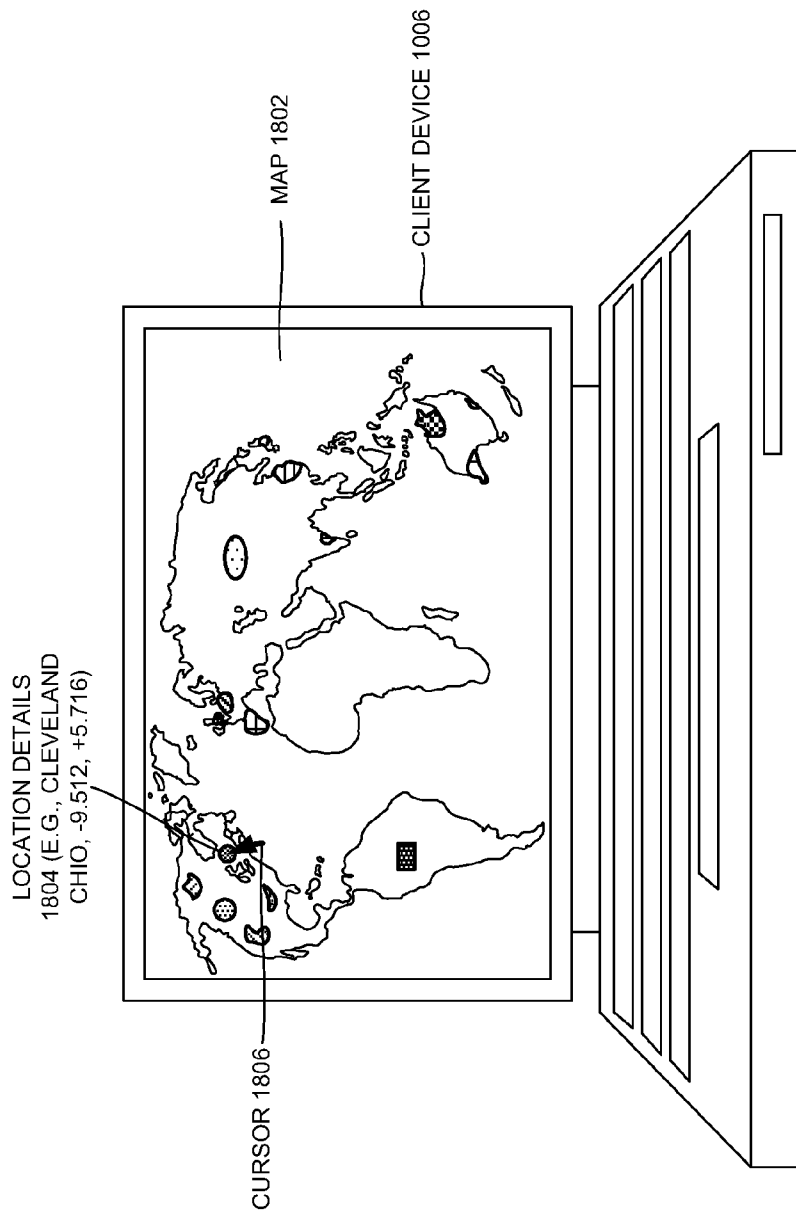 LOCATION DETAILS
1804 (E.G., CLEVELAND
CHIO, -9.512, +5.716)
CURSOR 1806
MAP 1802
CLIENT DEVICE 1006